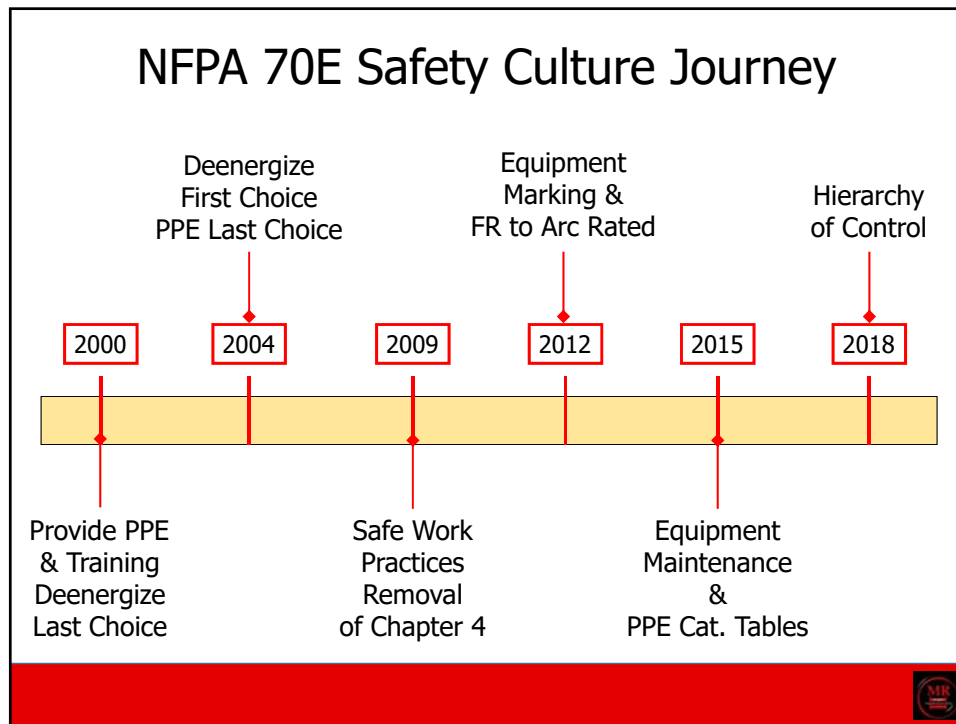 NFPA 70E Safety Culture Journey
Deenergize
First Choice
PPE Last Choice
Equipment
Marking &
FR to Arc Rated
Hierarchy
of Control
2000
2004
2009
2012
2015
2018
Provide PPE
& Training
Deenergize
Last Choice
Safe Work
Practices
Removal
of Chapter 4
Equipment
Maintenance
&
PPE Cat. Tables
MR